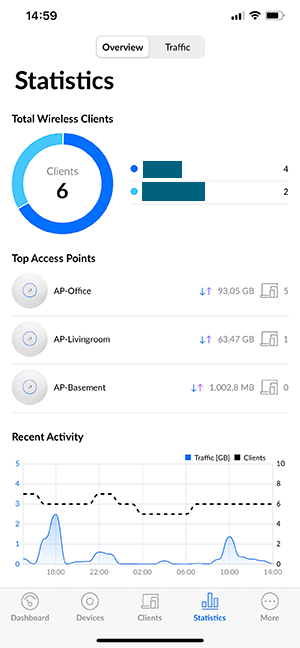 14:59
Overview Traffic
Statistics
Total Wireless Clients
Clients
6
4
2
Top Access Points
AP-Office 93,05 GB 5
AP-Livingroom 63,47 GB 1
AP-Basement 1.002,8 MB 0
Recent Activity
Traffic [GB] Clients
5 10
4 8
3 6
2 4
1 2
0 0
18:00 22:00 02:00 06:00 10:00 14:00
Dashboard Devices Clients Statistics More